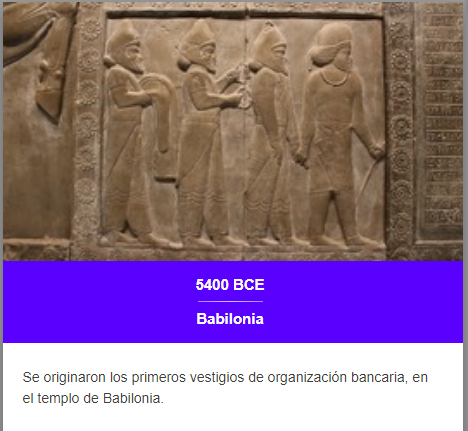 5400 BCE
Babilonia
Se originaron los primeros vestigios de organización bancaria, en
el templo de Babilonia.